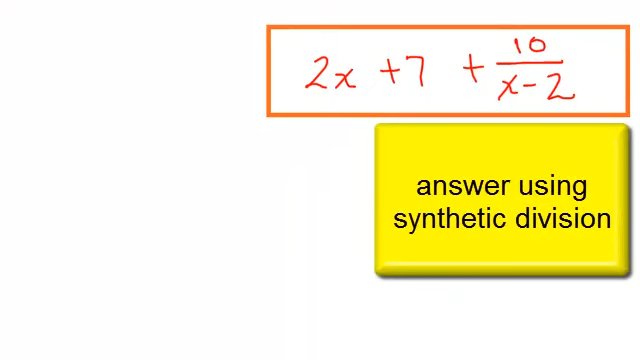 2x + 7 + 10/(x - 2)
answer using
synthetic division